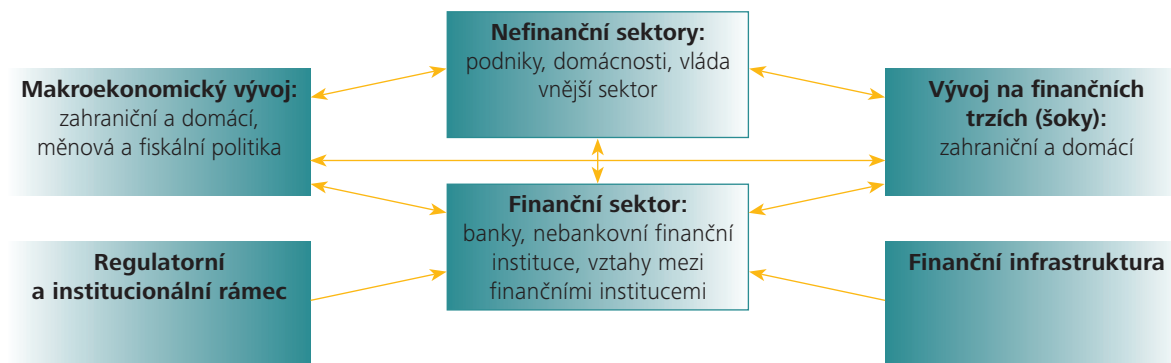 Nefinanční sektory:
podniky, domácnosti, vláda
vnější sektor
Makroekonomický vývoj:
zahraniční a domácí,
měnová a fiskální politika
Vývoj na finančních
trzích (šoky):
zahraniční a domácí
Finanční sektor:
banky, nebankovní finanční
instituce, vztahy mezi
finančními institucemi
Regulatorní
a institucionální rámec
Finanční infrastruktura